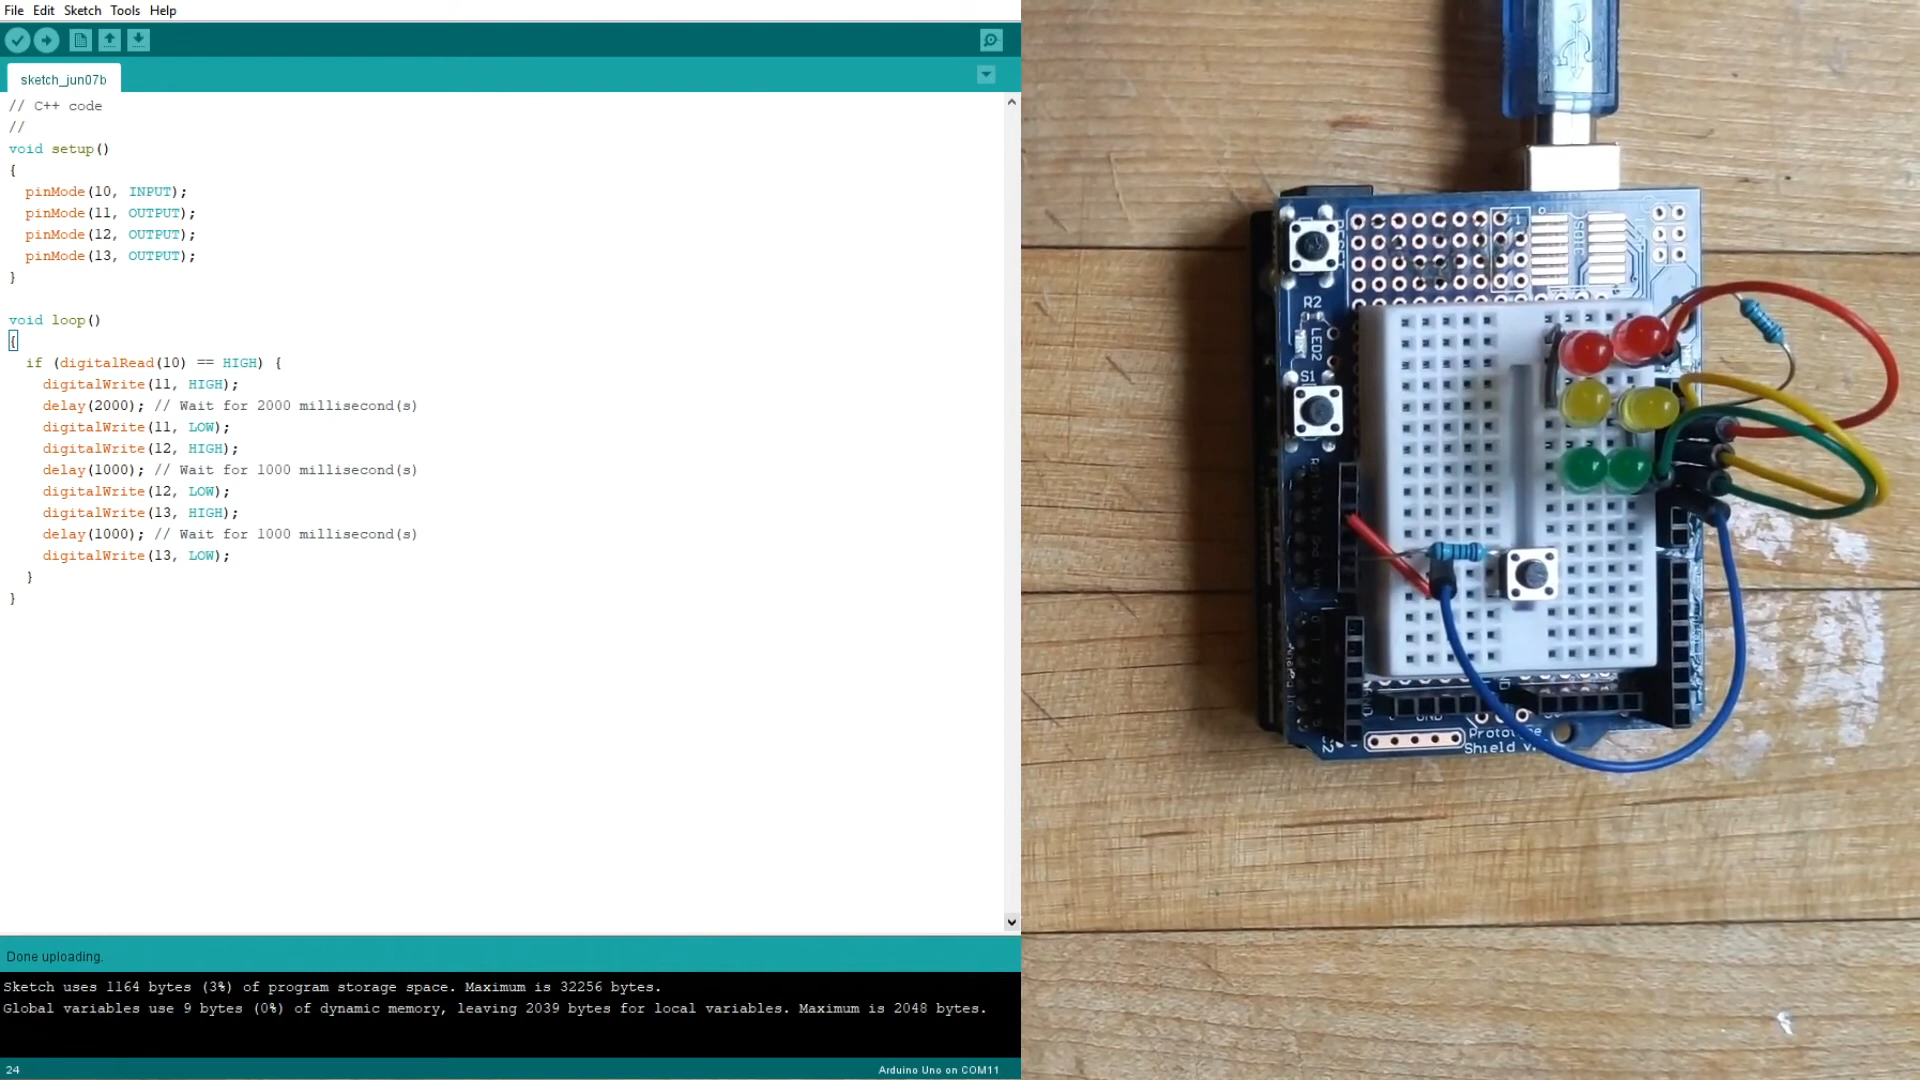 File Edit Sketch Tools Help
sketch_jun07b
// C++ code
//
void setup()
{
pinMode(10, INPUT);
pinMode(11, OUTPUT);
pinMode(12, OUTPUT);
pinMode(13, OUTPUT);
}
void loop()
{
if (digitalRead(10) == HIGH) {
digitalWrite(11, HIGH);
delay(2000); // Wait for 2000 millisecond(s)
digitalWrite(11, LOW);
digitalWrite(12, HIGH);
delay(1000); // Wait for 1000 millisecond(s)
digitalWrite(12, LOW);
digitalWrite(13, HIGH);
delay(1000); // Wait for 1000 millisecond(s)
digitalWrite(13, LOW);
}
}
Done uploading.
Sketch uses 1164 bytes (3%) of program storage space. Maximum is 32256 bytes.
Global variables use 9 bytes (0%) of dynamic memory, leaving 2039 bytes for local variables. Maximum is 2048 bytes.
24
Arduino Uno on COM11
RESET
SOIC
R2
LED2
S1
GND
GND
Shield